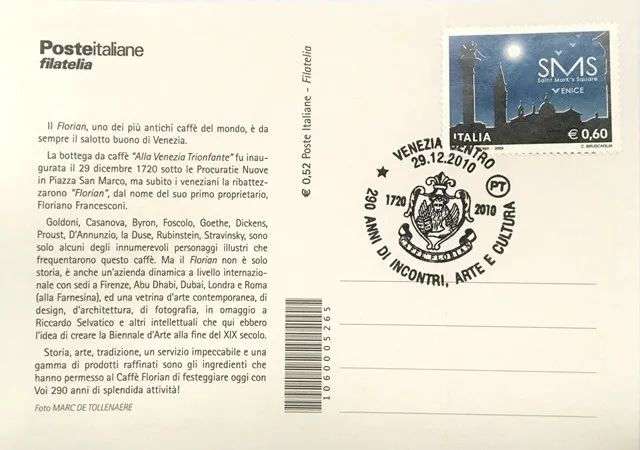 Posteitaliane
filatelia
Il Florian, uno dei più antichi caffè del mondo, è da
sempre il salotto buono di Venezia.
La bottega da caffè "Alla Venezia Trionfante" fu inau-
gurata il 29 dicembre 1720 sotto le Procuratie Nuove
in Piazza San Marco, ma subito i veneziani la ribattez-
zarono "Florian", dal nome del suo primo proprietario,
Floriano Francesconi.
Goldoni, Casanova, Byron, Foscolo, Goethe, Dickens,
Proust, D'Annunzio, la Duse, Rubinstein, Stravinsky, sono
solo alcuni degli innumerevoli personaggi illustri che
frequentarono questo caffè. Ma il Florian non è solo
storia, è anche un'azienda dinamica a livello internazio-
nale con sedi a Firenze, Abu Dhabi, Dubai, Londra e Roma
(alla Farnesina), ed una vetrina d'arte contemporanea, di
design, d'architettura, di fotografia, in omaggio a
Riccardo Selvatico e altri intellettuali che qui ebbero
l'idea di creare la Biennale d'Arte alla fine del XIX secolo.
Storia, arte, tradizione, un servizio impeccabile e una
gamma di prodotti raffinati sono gli ingredienti che
hanno permesso al Caffè Florian di festeggiare oggi con
Voi 290 anni di splendida attività!
Foto MARC DE TOLLENAERE
€ 0,52 Poste Italiane - Filatelia
1060005265
SMS
Saint Mark's Square
VENICE
ITALIA
€ 0,60
C. BRUSCAGLIA
VENEZIA CENTRO
29.12.2010
PT
1720
2010
CAFFÈ FLORIAN
290 ANNI DI INCONTRI, ARTE E CULTURA